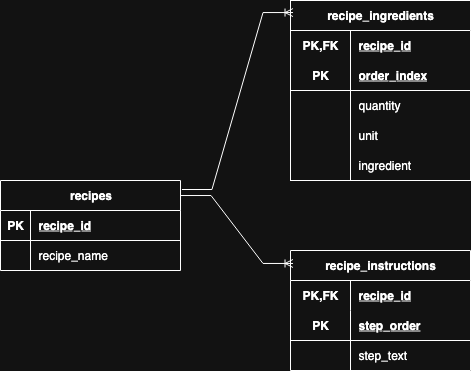 recipe_ingredients
PK,FK recipe_id
PK order_index
quantity
unit
ingredient
recipes
PK recipe_id
recipe_name
recipe_instructions
PK,FK recipe_id
PK step_order
step_text